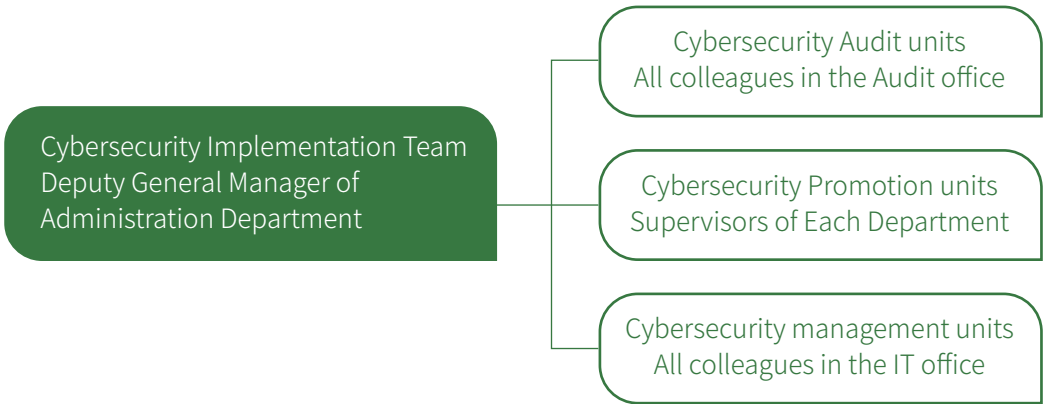 Cybersecurity Implementation Team
Deputy General Manager of
Administration Department
Cybersecurity Audit units
All colleagues in the Audit office
Cybersecurity Promotion units
Supervisors of Each Department
Cybersecurity management units
All colleagues in the IT office